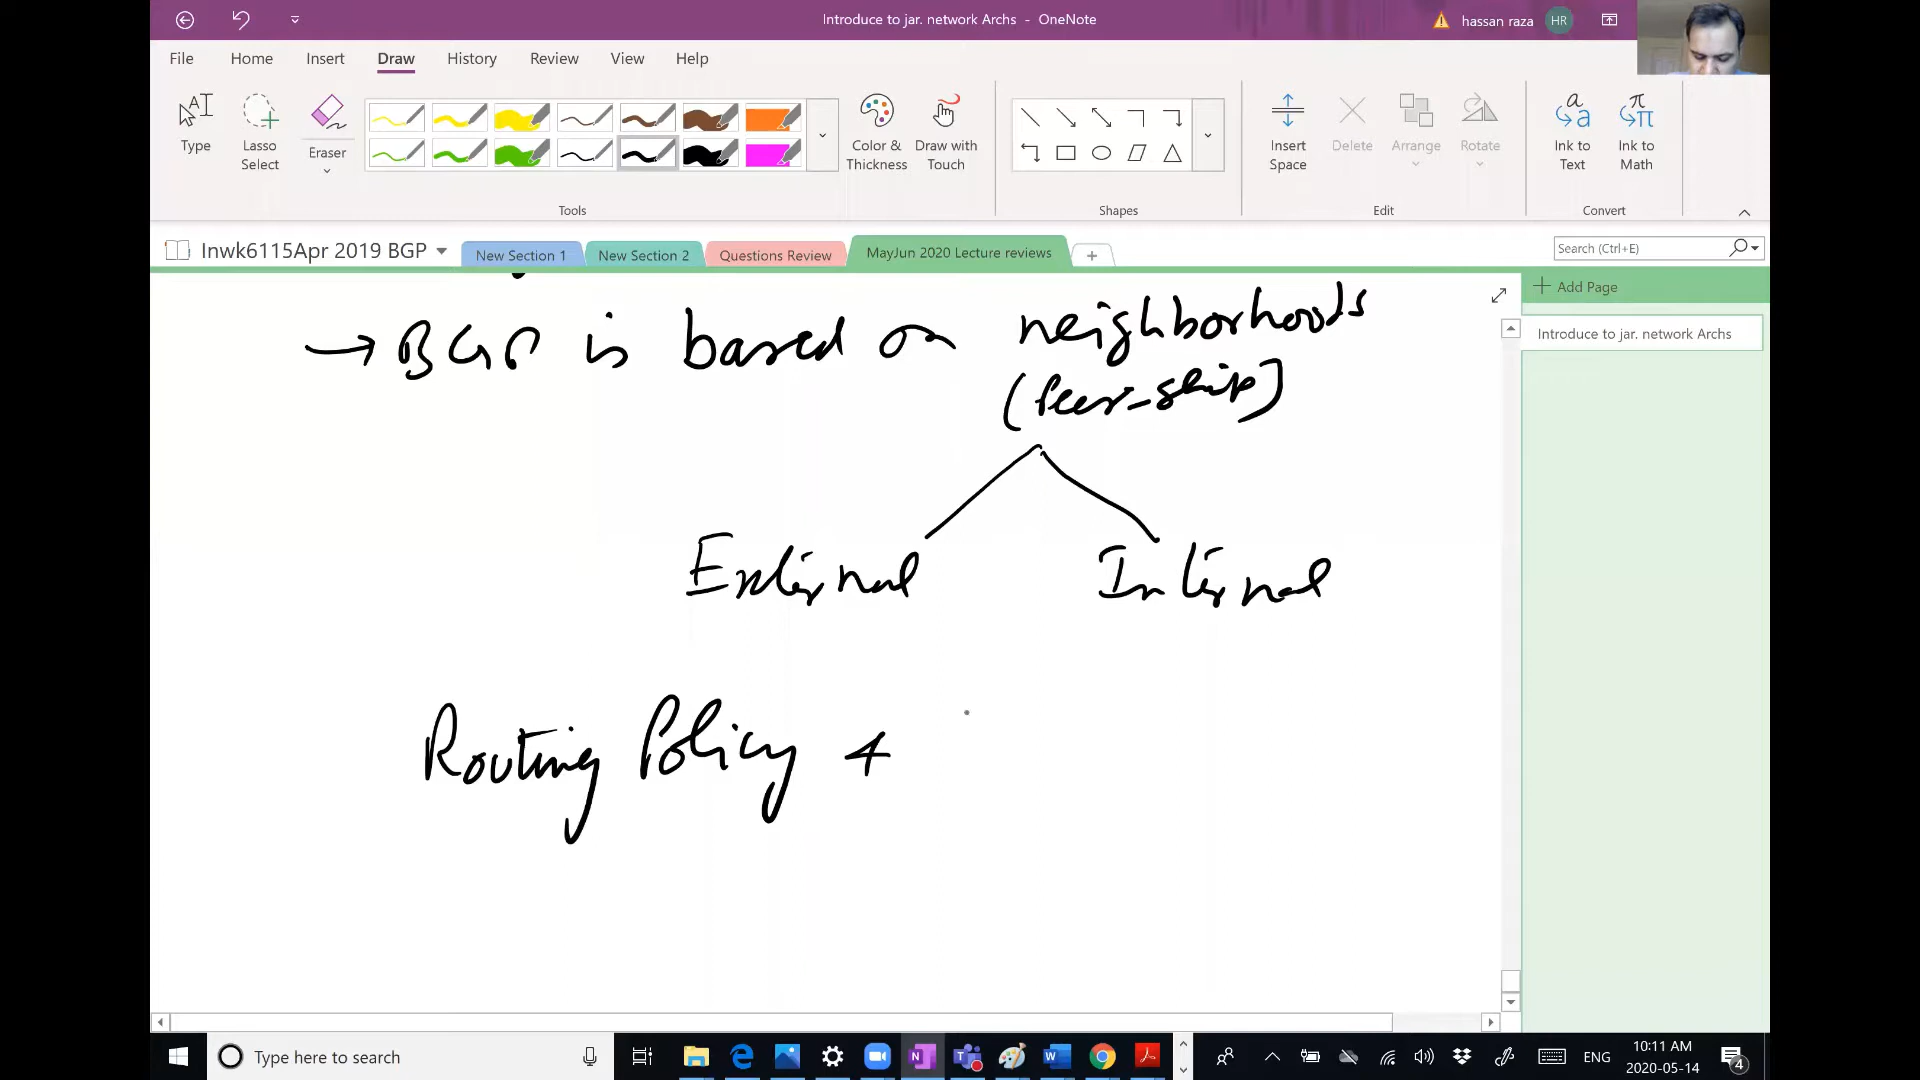 Introduce to jar. network Archs - OneNote
hassan raza HR
File Home Insert Draw History Review View Help
Type
Lasso
Select
Eraser
Color &
Thickness
Draw with
Touch
Insert
Space
Delete
Arrange
Rotate
Ink to
Text
Ink to
Math
Tools
Shapes
Edit
Convert
Inwk6115Apr 2019 BGP
New Section 1
New Section 2
Questions Review
MayJun 2020 Lecture reviews
+
Search (Ctrl+E)
Add Page
Introduce to jar. network Archs
→ BGP is based on neighborhoods
(Peer-ship)
External Internal
Routing Policy +
Type here to search
ENG
10:11 AM
2020-05-14
4